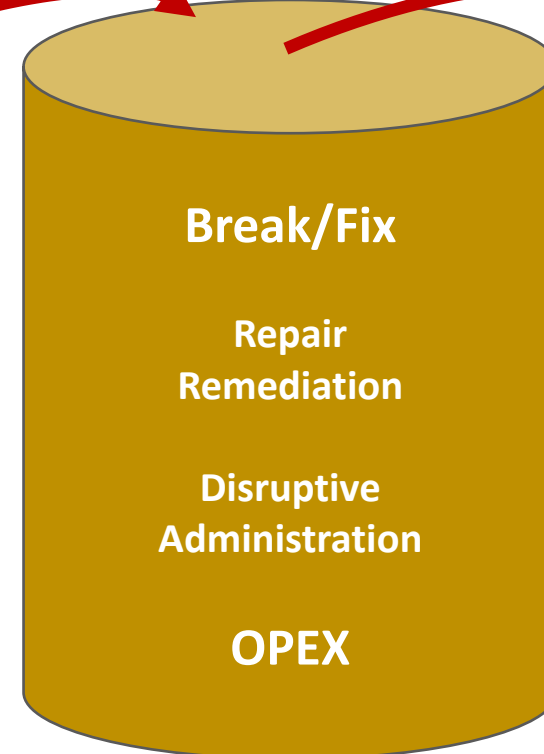 Break/Fix
Repair
Remediation
Disruptive
Administration
OPEX